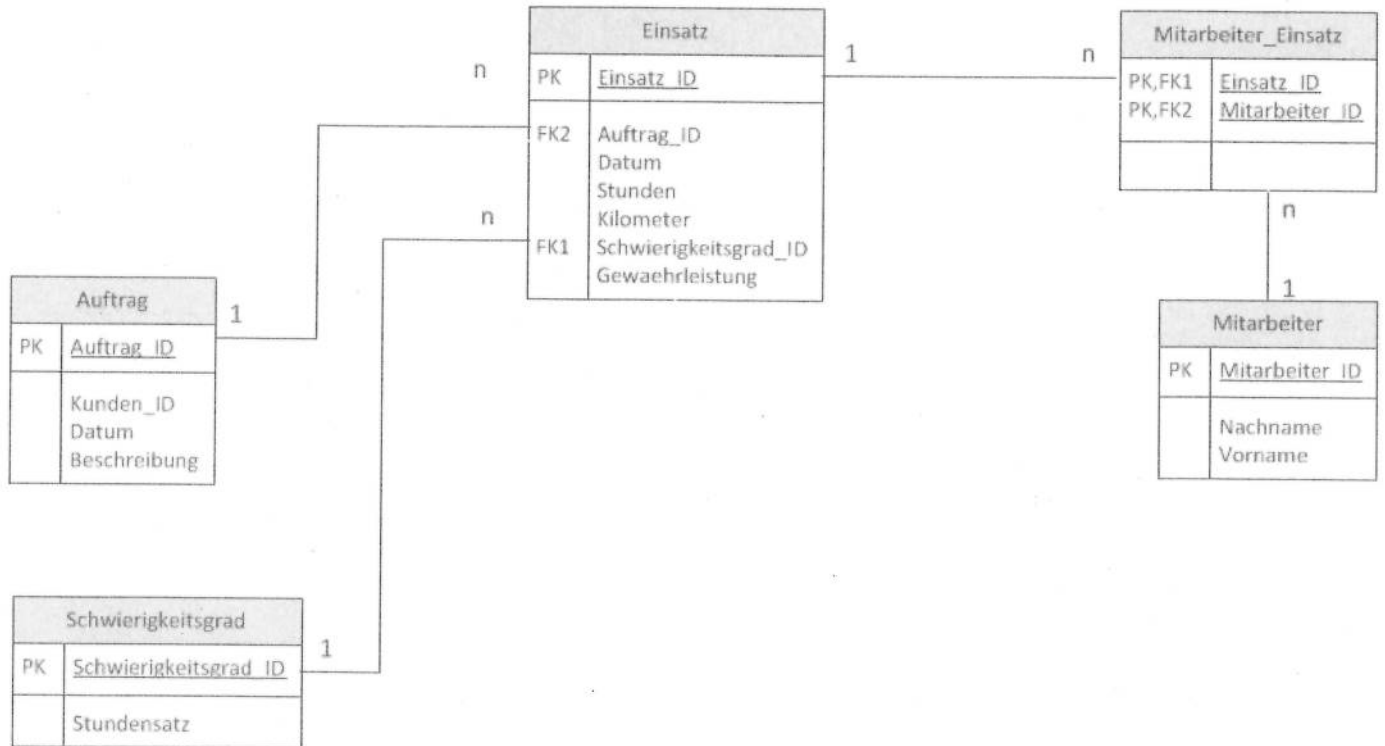 Einsatz
PK Einsatz_ID
FK2 Auftrag_ID
Datum
Stunden
Kilometer
FK1 Schwierigkeitsgrad_ID
Gewaehrleistung
n
n
1
n
Mitarbeiter_Einsatz
PK,FK1 Einsatz_ID
PK,FK2 Mitarbeiter_ID
n
1
Mitarbeiter
PK Mitarbeiter_ID
Nachname
Vorname
Auftrag
PK Auftrag_ID
Kunden_ID
Datum
Beschreibung
1
Schwierigkeitsgrad
PK Schwierigkeitsgrad_ID
Stundensatz
1